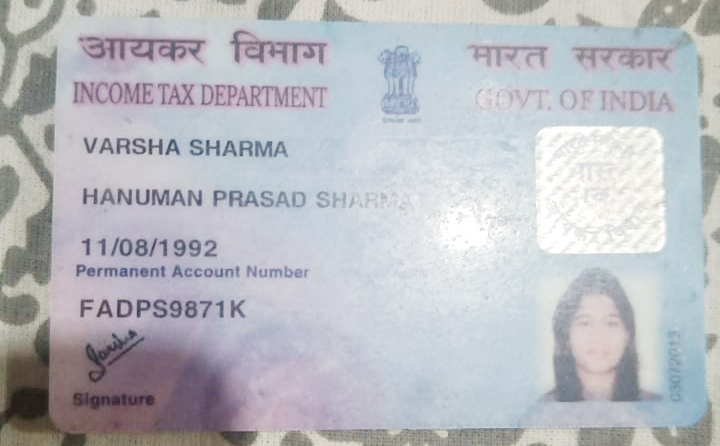 आयकर विभाग
भारत सरकार
INCOME TAX DEPARTMENT
GOVT. OF INDIA
VARSHA SHARMA
HANUMAN PRASAD SHARMA
11/08/1992
Permanent Account Number
FADPS9871K
Signature
03072013